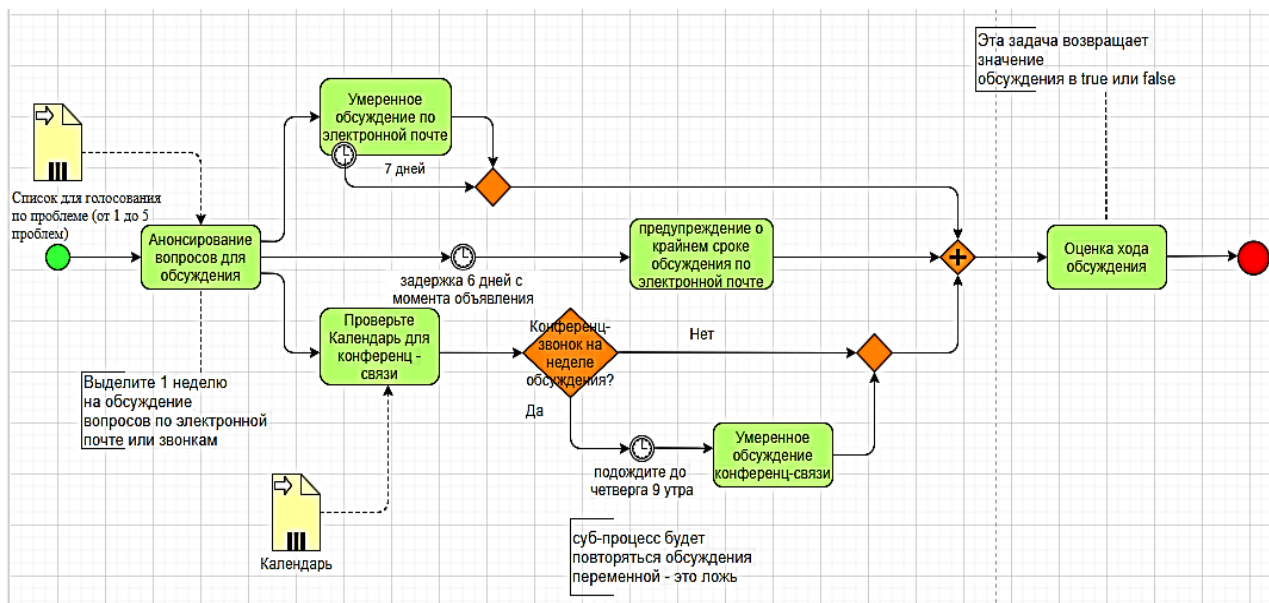 Эта задача возвращает
значение
обсуждения в true или false
Умеренное
обсуждение по
электронной почте
7 дней
Список для голосования
по проблеме (от 1 до 5
проблем)
Анонсирование
вопросов для
обсуждения
задержка 6 дней с
момента объявления
предупреждение о
крайнем сроке
обсуждения по
электронной почте
Оценка хода
обсуждения
Проверьте
Календарь для
конференц -
связи
Конференц-
звонок на
неделе
обсуждения?
Нет
Да
Выделите 1 неделю
на обсуждение
вопросов по электронной
почте или звонкам
подождите до
четверга 9 утра
Умеренное
обсуждение
конференц-связи
Календарь
суб-процесс будет
повторяться обсуждения
переменной - это ложь